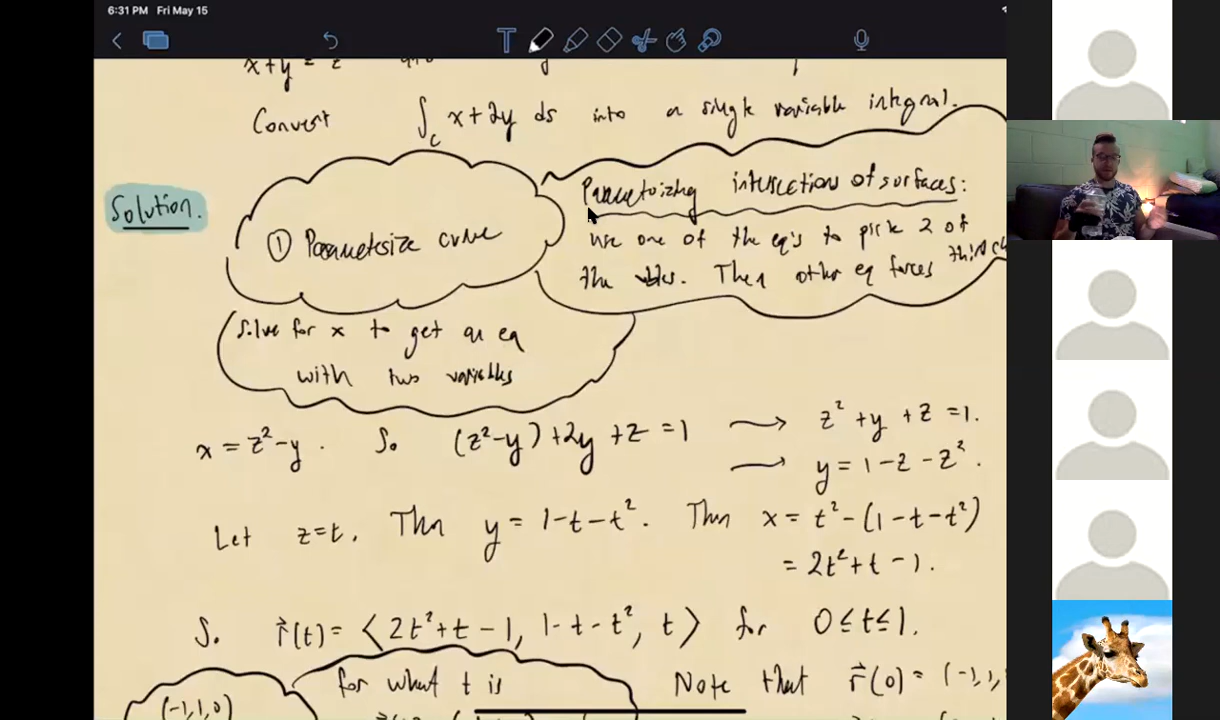 6:31 PM Fri May 15
x+y = z
Convert ∫_C x+2y ds into a single variable integral.
Solution.
① Parametrize curve
Parametrizing intersection of surfaces:
Use one of the eq's to pick 2 of
the vbles. Then other eq forces third
Solve for x to get an eq
with two variables
x = z²-y. So (z²-y)+2y+z=1 → z²+y+z=1.
→ y=1-z-z².
Let z=t. Then y=1-t-t². Then x=t²-(1-t-t²)
= 2t²+t-1.
So r⃗(t)= ⟨2t²+t-1, 1-t-t², t⟩ for 0≤t≤1.
for what t is Note that r⃗(0) = (-1,1,
(-1,1,0)